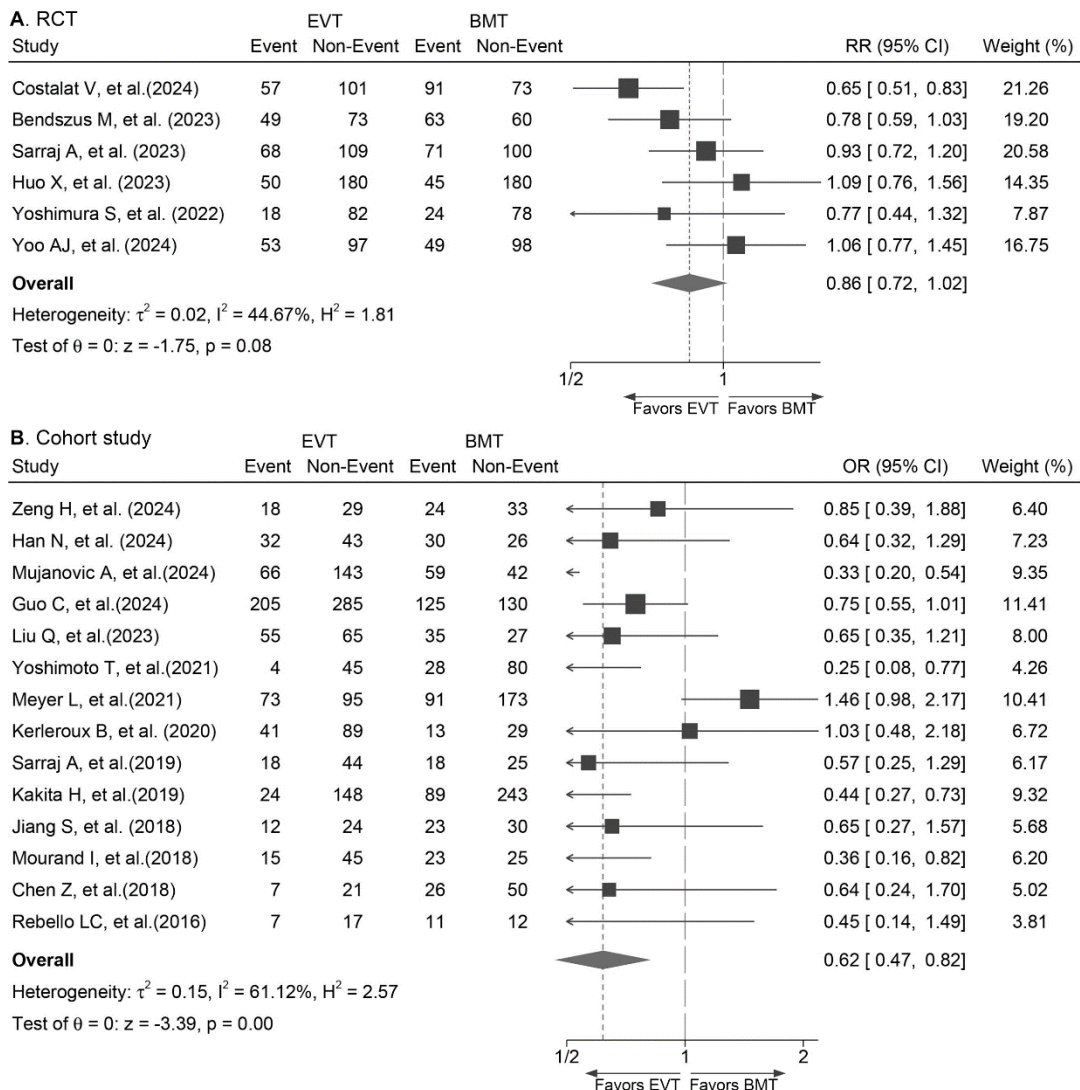 A. RCT
EVT BMT
Study Event Non-Event Event Non-Event RR (95% CI) Weight (%)
Costalat V, et al.(2024) 57 101 91 73 0.65 [ 0.51, 0.83] 21.26
Bendszus M, et al. (2023) 49 73 63 60 0.78 [ 0.59, 1.03] 19.20
Sarraj A, et al. (2023) 68 109 71 100 0.93 [ 0.72, 1.20] 20.58
Huo X, et al. (2023) 50 180 45 180 1.09 [ 0.76, 1.56] 14.35
Yoshimura S, et al. (2022) 18 82 24 78 0.77 [ 0.44, 1.32] 7.87
Yoo AJ, et al. (2024) 53 97 49 98 1.06 [ 0.77, 1.45] 16.75
Overall 0.86 [ 0.72, 1.02]
Heterogeneity: τ² = 0.02, I² = 44.67%, H² = 1.81
Test of θ = 0: z = -1.75, p = 0.08
1/2 1
Favors EVT Favors BMT
B. Cohort study
EVT BMT
Study Event Non-Event Event Non-Event OR (95% CI) Weight (%)
Zeng H, et al. (2024) 18 29 24 33 0.85 [ 0.39, 1.88] 6.40
Han N, et al. (2024) 32 43 30 26 0.64 [ 0.32, 1.29] 7.23
Mujanovic A, et al.(2024) 66 143 59 42 0.33 [ 0.20, 0.54] 9.35
Guo C, et al.(2024) 205 285 125 130 0.75 [ 0.55, 1.01] 11.41
Liu Q, et al.(2023) 55 65 35 27 0.65 [ 0.35, 1.21] 8.00
Yoshimoto T, et al.(2021) 4 45 28 80 0.25 [ 0.08, 0.77] 4.26
Meyer L, et al.(2021) 73 95 91 173 1.46 [ 0.98, 2.17] 10.41
Kerleroux B, et al. (2020) 41 89 13 29 1.03 [ 0.48, 2.18] 6.72
Sarraj A, et al.(2019) 18 44 18 25 0.57 [ 0.25, 1.29] 6.17
Kakita H, et al.(2019) 24 148 89 243 0.44 [ 0.27, 0.73] 9.32
Jiang S, et al. (2018) 12 24 23 30 0.65 [ 0.27, 1.57] 5.68
Mourand I, et al.(2018) 15 45 23 25 0.36 [ 0.16, 0.82] 6.20
Chen Z, et al.(2018) 7 21 26 50 0.64 [ 0.24, 1.70] 5.02
Rebello LC, et al.(2016) 7 17 11 12 0.45 [ 0.14, 1.49] 3.81
Overall 0.62 [ 0.47, 0.82]
Heterogeneity: τ² = 0.15, I² = 61.12%, H² = 2.57
Test of θ = 0: z = -3.39, p = 0.00
1/2 1 2
Favors EVT Favors BMT